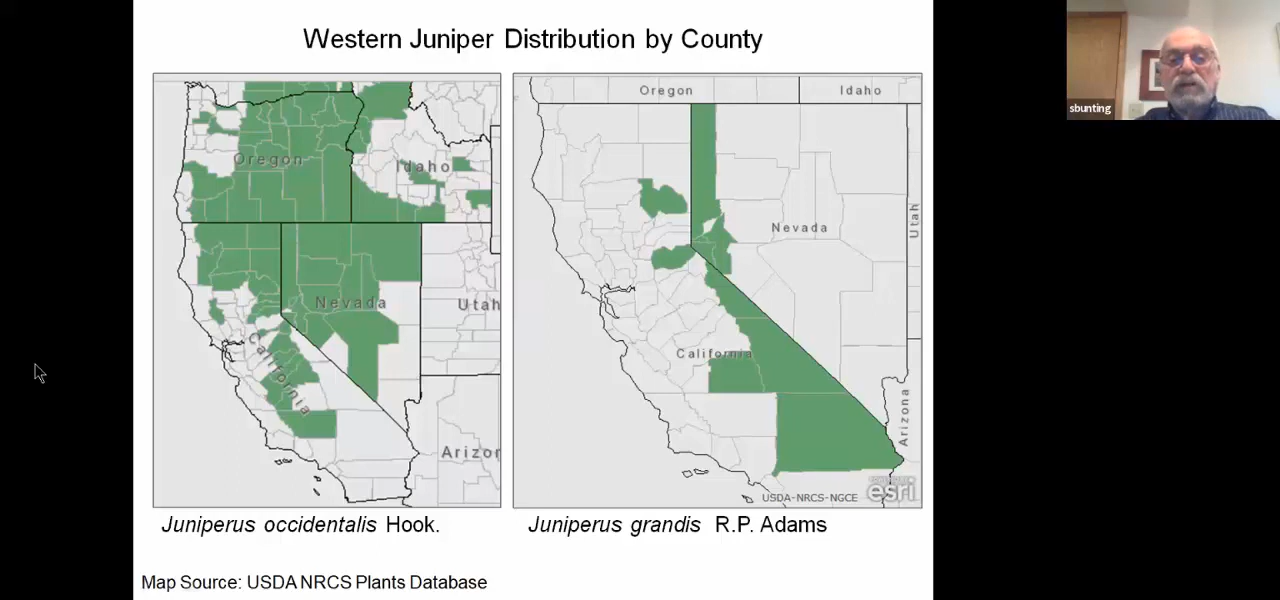 Western Juniper Distribution by County
sbunting
Oregon
Idaho
Nevada
Utah
California
Arizor
Oregon
Idaho
Nevada
Utah
California
Arizona
USDA-NRCS-NGCE
esri
Juniperus occidentalis Hook.
Juniperus grandis R.P. Adams
Map Source: USDA NRCS Plants Database